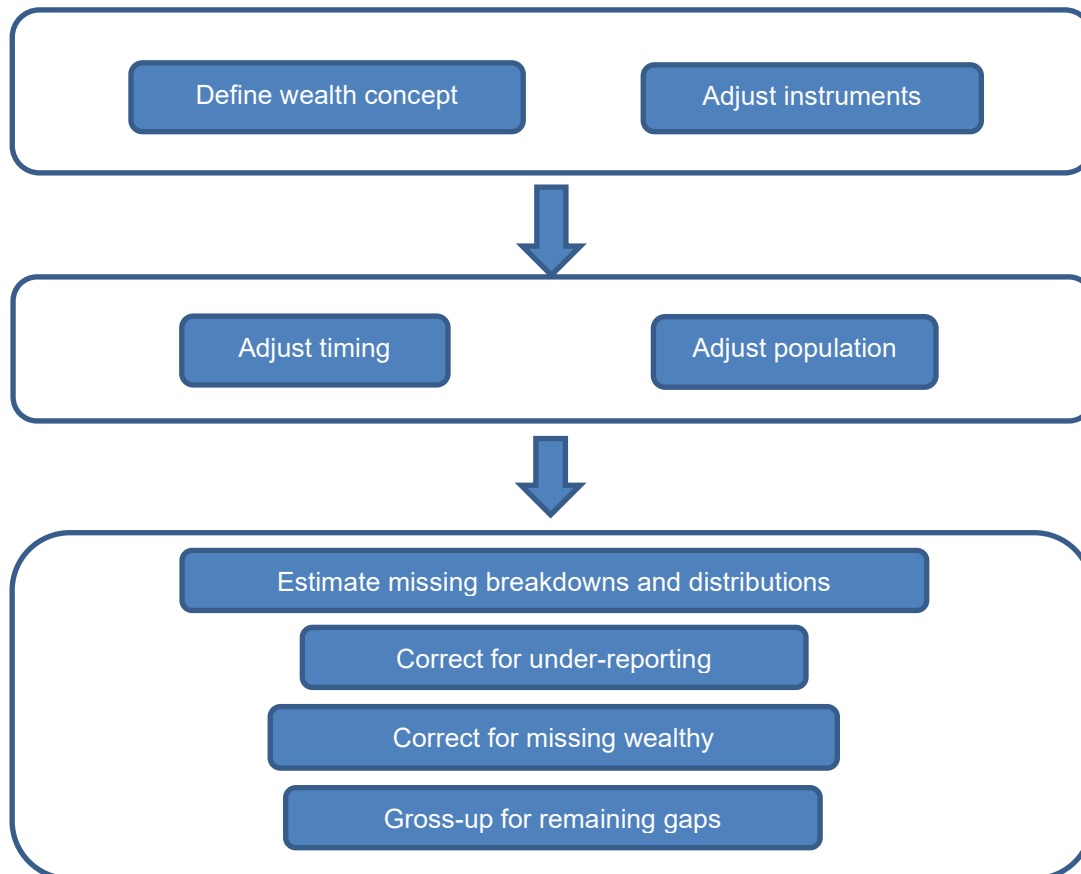 Define wealth concept
Adjust instruments
Adjust timing
Adjust population
Estimate missing breakdowns and distributions
Correct for under-reporting
Correct for missing wealthy
Gross-up for remaining gaps